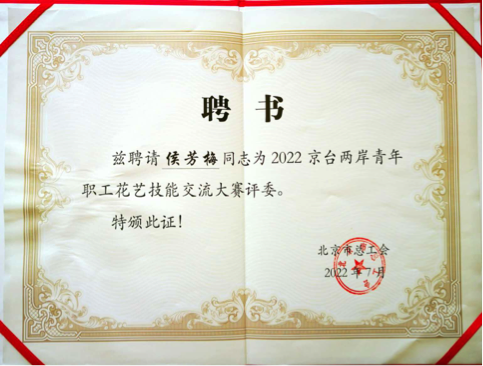 聘书
兹聘请侯芳梅同志为2022京台两岸青年
职工花艺技能交流大赛评委。
特颁此证!
北京市总工会
2022年7月